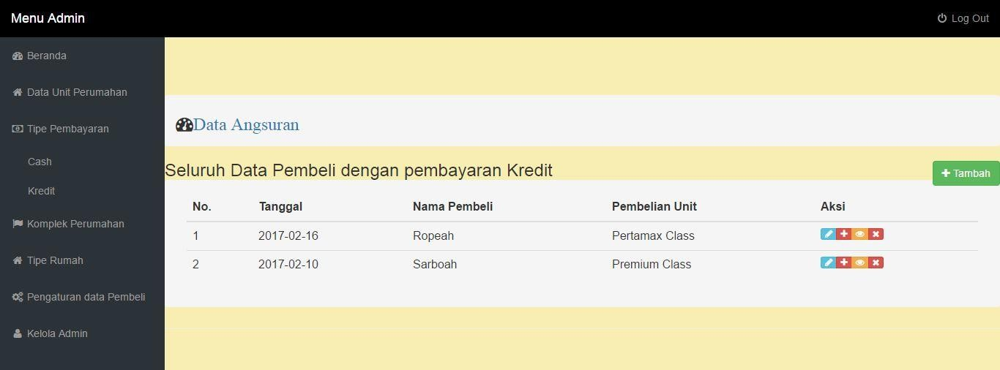 Menu Admin
Log Out
Beranda
Data Unit Perumahan
Tipe Pembayaran
Cash
Kredit
Komplek Perumahan
Tipe Rumah
Pengaturan data Pembeli
Kelola Admin
Data Angsuran
Seluruh Data Pembeli dengan pembayaran Kredit
Tambah
No. Tanggal Nama Pembeli Pembelian Unit Aksi
1 2017-02-16 Ropeah Pertamax Class
2 2017-02-10 Sarboah Premium Class